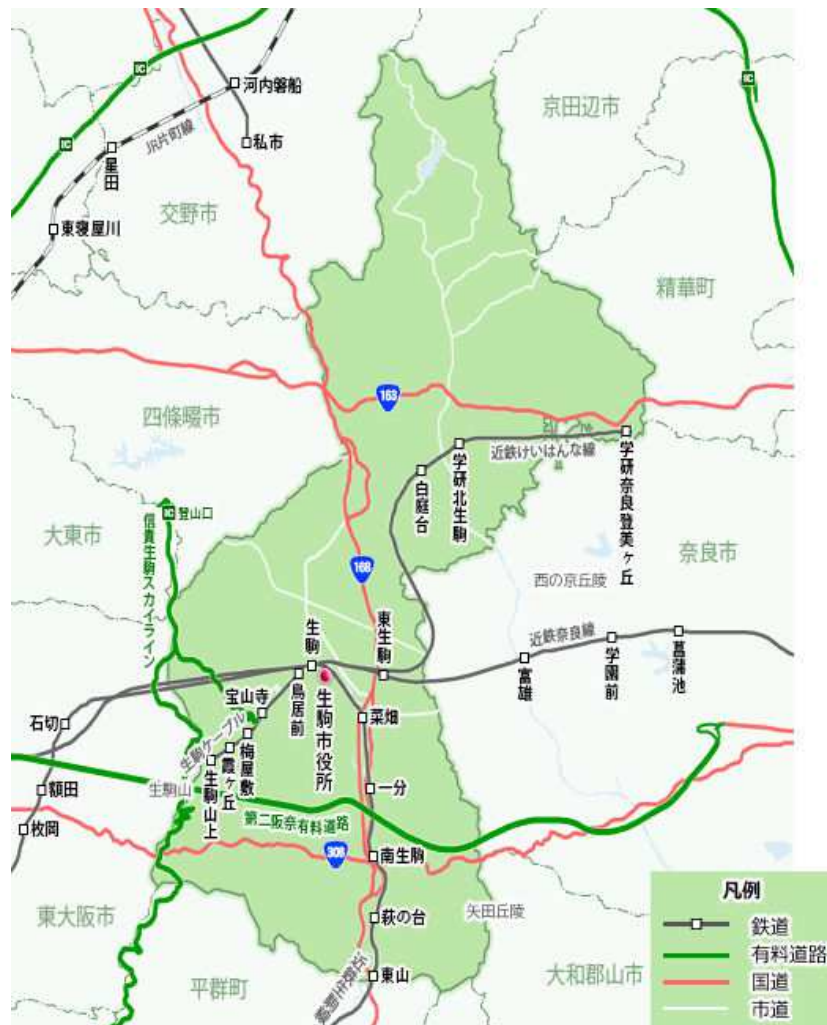 IC
河内磐船
京田辺市
IC
JR片町線
私市
IC
星田
交野市
東寝屋川
精華町
163
四條畷市
近鉄けいはんな線
学研奈良登美ヶ丘
学研北生駒
白庭台
IC
登山口
大東市
信貴生駒スカイライン
奈良市
168
西の京丘陵
生駒
東生駒
近鉄奈良線
菖蒲池
学園前
富雄
鳥居前
生駒市役所
宝山寺
石切
菜畑
生駒ケーブル
梅屋敷
霞ヶ丘
生駒山上
生駒山
額田
一分
第二阪奈有料道路
枚岡
308
南生駒
東大阪市
萩の台
矢田丘陵
平群町
近鉄生駒線
東山
大和郡山市
凡例
鉄道
有料道路
国道
市道